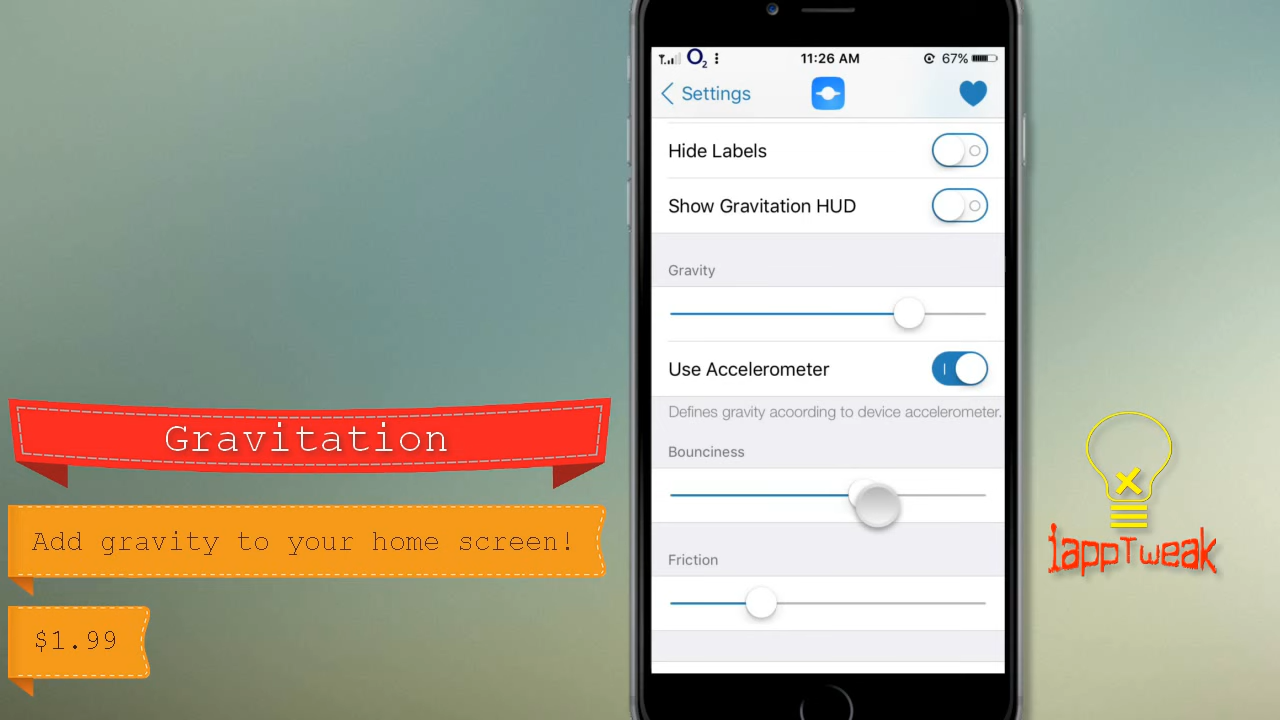 O2
11:26 AM
67%
Settings
Hide Labels
Show Gravitation HUD
Gravity
Use Accelerometer
Defines gravity acoording to device accelerometer.
Bounciness
Friction
Gravitation
Add gravity to your home screen!
$1.99
iappTweak